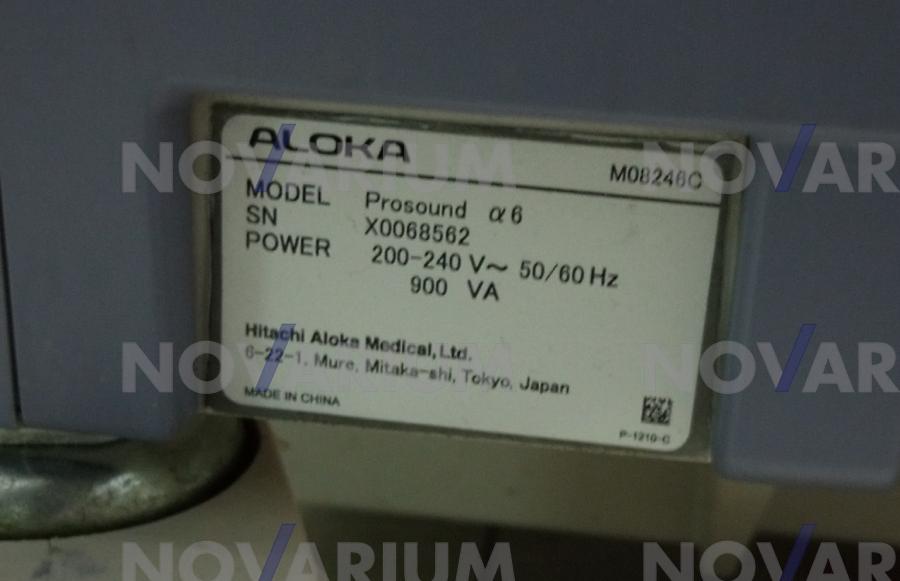 ALOKA
M08246C
MODEL Prosound α6
SN X0068562
POWER 200-240 V～ 50/60 Hz
900 VA
Hitachi Aloka Medical, Ltd.
6-22-1, Mure, Mitaka-shi, Tokyo, Japan
MADE IN CHINA
P-1210-C
NOVARIUM NOVAR
NOVARIUM NOVAR
NOVARIUM NOVAR